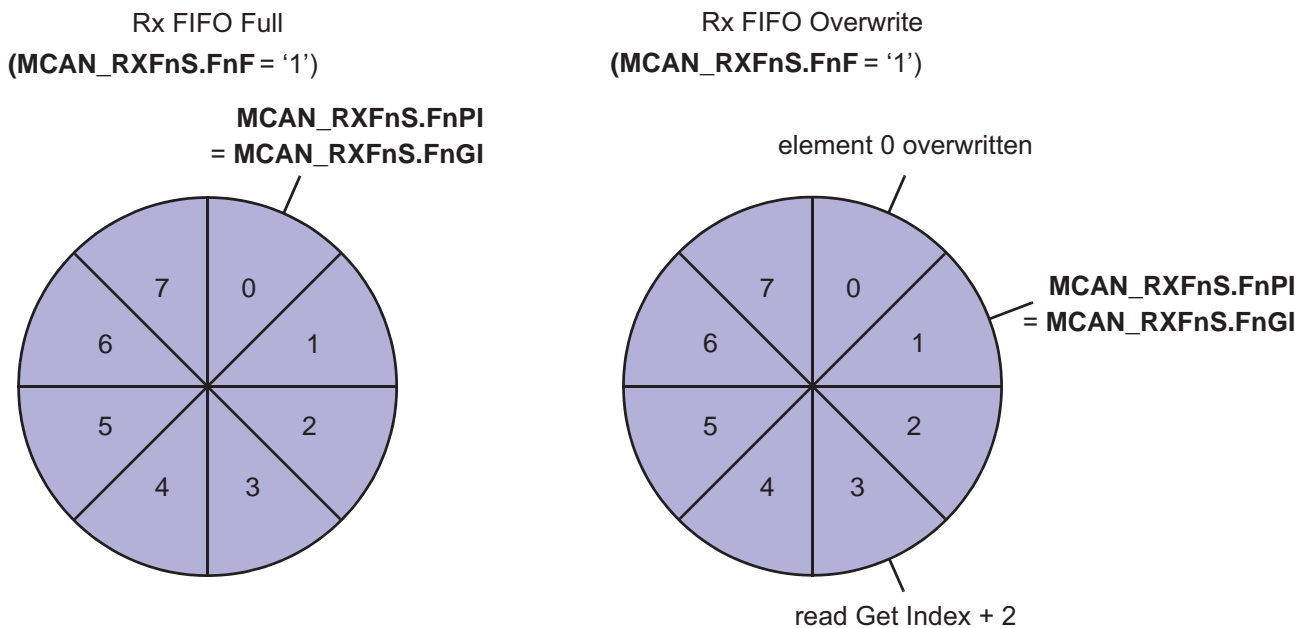 Rx FIFO Full
(MCAN_RXFnS.FnF = ‘1’)
MCAN_RXFnS.FnPI
= MCAN_RXFnS.FnGI
7
0
6
1
5
2
4
3
Rx FIFO Overwrite
(MCAN_RXFnS.FnF = ‘1’)
element 0 overwritten
MCAN_RXFnS.FnPI
= MCAN_RXFnS.FnGI
7
0
6
1
5
2
4
3
read Get Index + 2